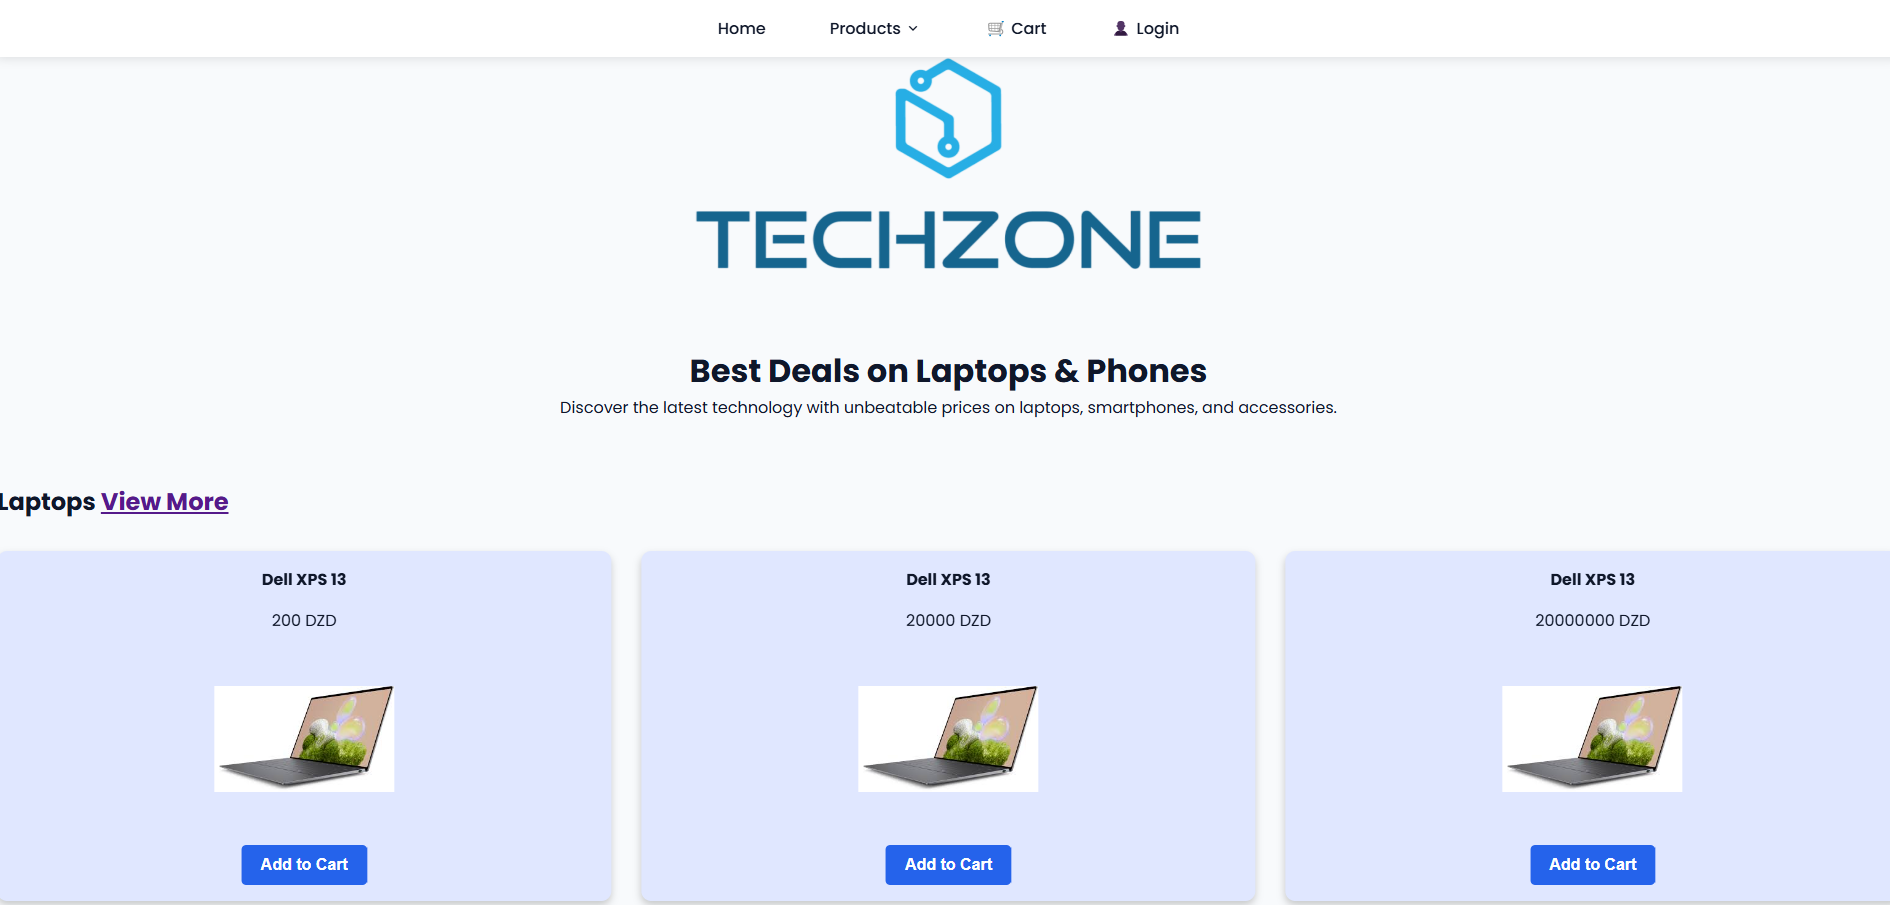 Home Products 🛒 Cart 👤 Login
TECHZONE
Best Deals on Laptops & Phones
Discover the latest technology with unbeatable prices on laptops, smartphones, and accessories.
Laptops View More
Dell XPS 13
200 DZD
Add to Cart
Dell XPS 13
20000 DZD
Add to Cart
Dell XPS 13
20000000 DZD
Add to Cart